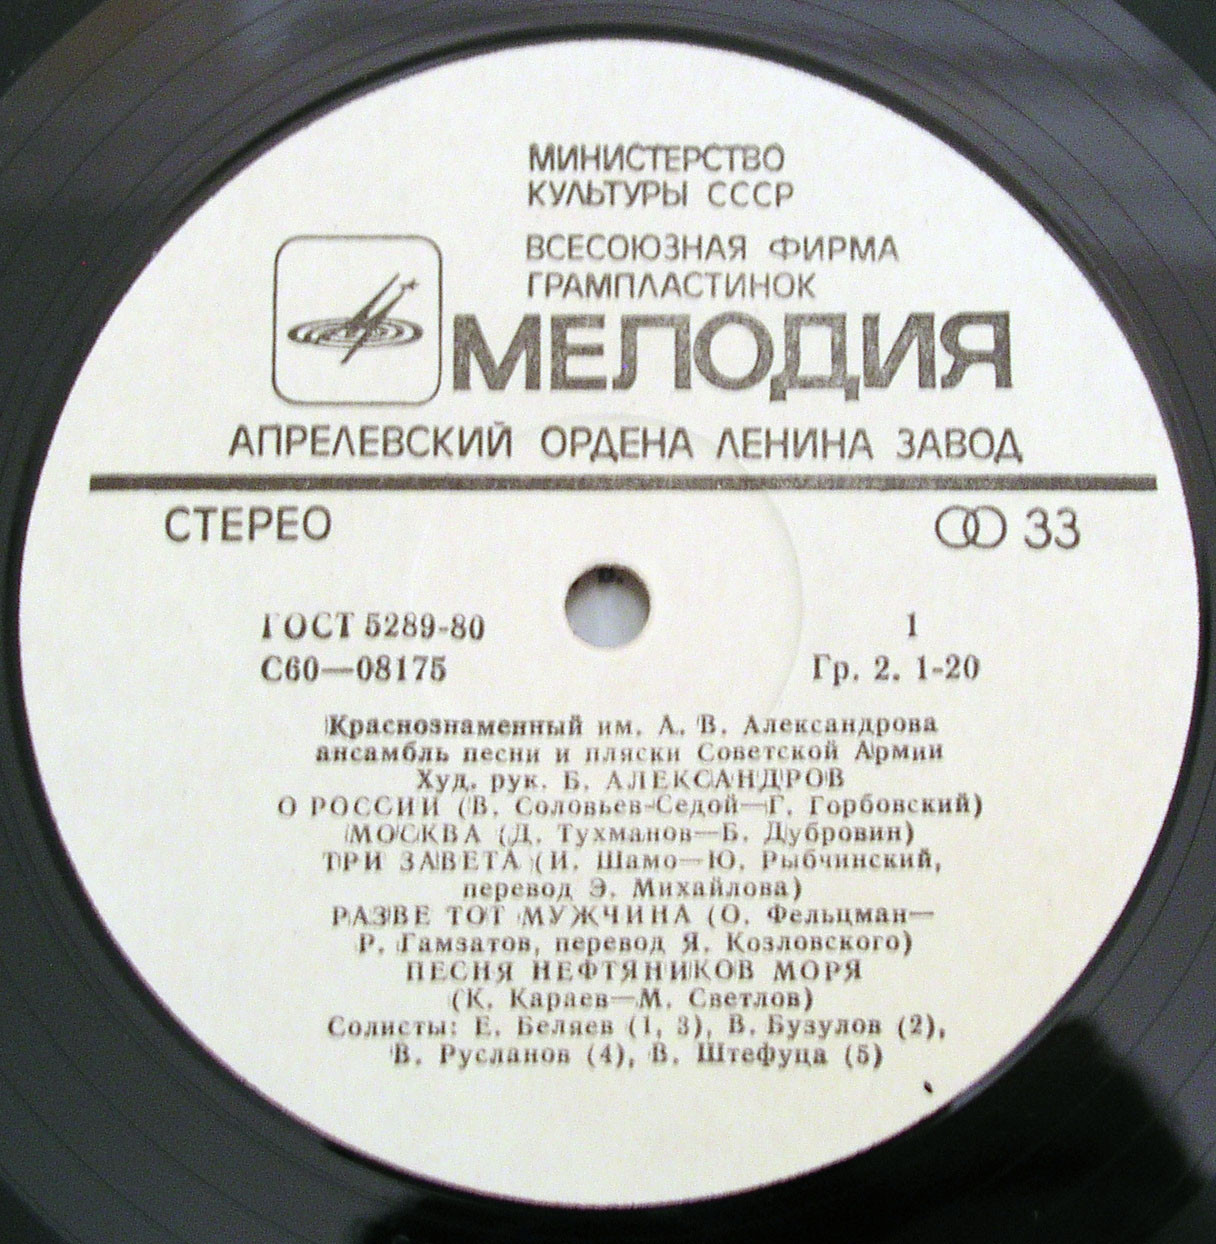 МИНИСТЕРСТВО
КУЛЬТУРЫ СССР
ВСЕСОЮЗНАЯ ФИРМА
ГРАМПЛАСТИНОК
МЕЛОДИЯ
АПРЕЛЕВСКИЙ ОРДЕНА ЛЕНИНА ЗАВОД
СТЕРЕО 33
ГОСТ 5289-80 1
С60—08175 Гр. 2. 1-20
Краснознаменный им. А. В. Александрова
ансамбль песни и пляски Советской Армии
Худ. рук. Б. АЛЕКСАНДРОВ
О РОССИИ (В. Соловьев-Седой—Г. Горбовский)
МОСКВА (Д. Тухманов—Б. Дубровин)
ТРИ ЗАВЕТА (И. Шамо—Ю. Рыбчинский,
перевод Э. Михайлова)
РАЗВЕ ТОТ МУЖЧИНА (О. Фельцман—
Р. Гамзатов, перевод Я. Козловского)
ПЕСНЯ НЕФТЯНИКОВ МОРЯ
(К. Караев—М. Светлов)
Солисты: Е. Беляев (1, 3), В. Бузулов (2),
В. Русланов (4), В. Штефуца (5)